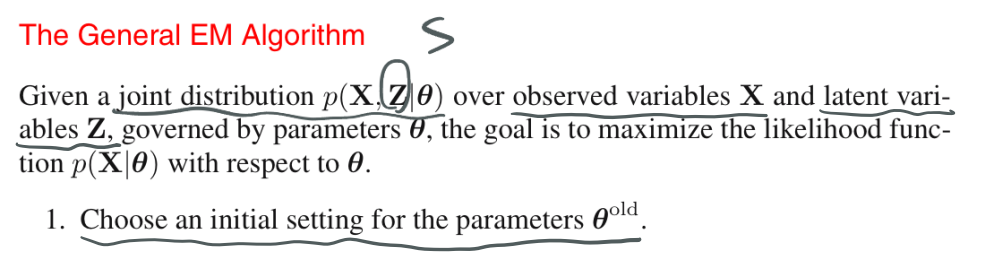 The General EM Algorithm S
Given a joint distribution p(X, Z|θ) over observed variables X and latent vari-
ables Z, governed by parameters θ, the goal is to maximize the likelihood func-
tion p(X|θ) with respect to θ.
1. Choose an initial setting for the parameters θ^old.